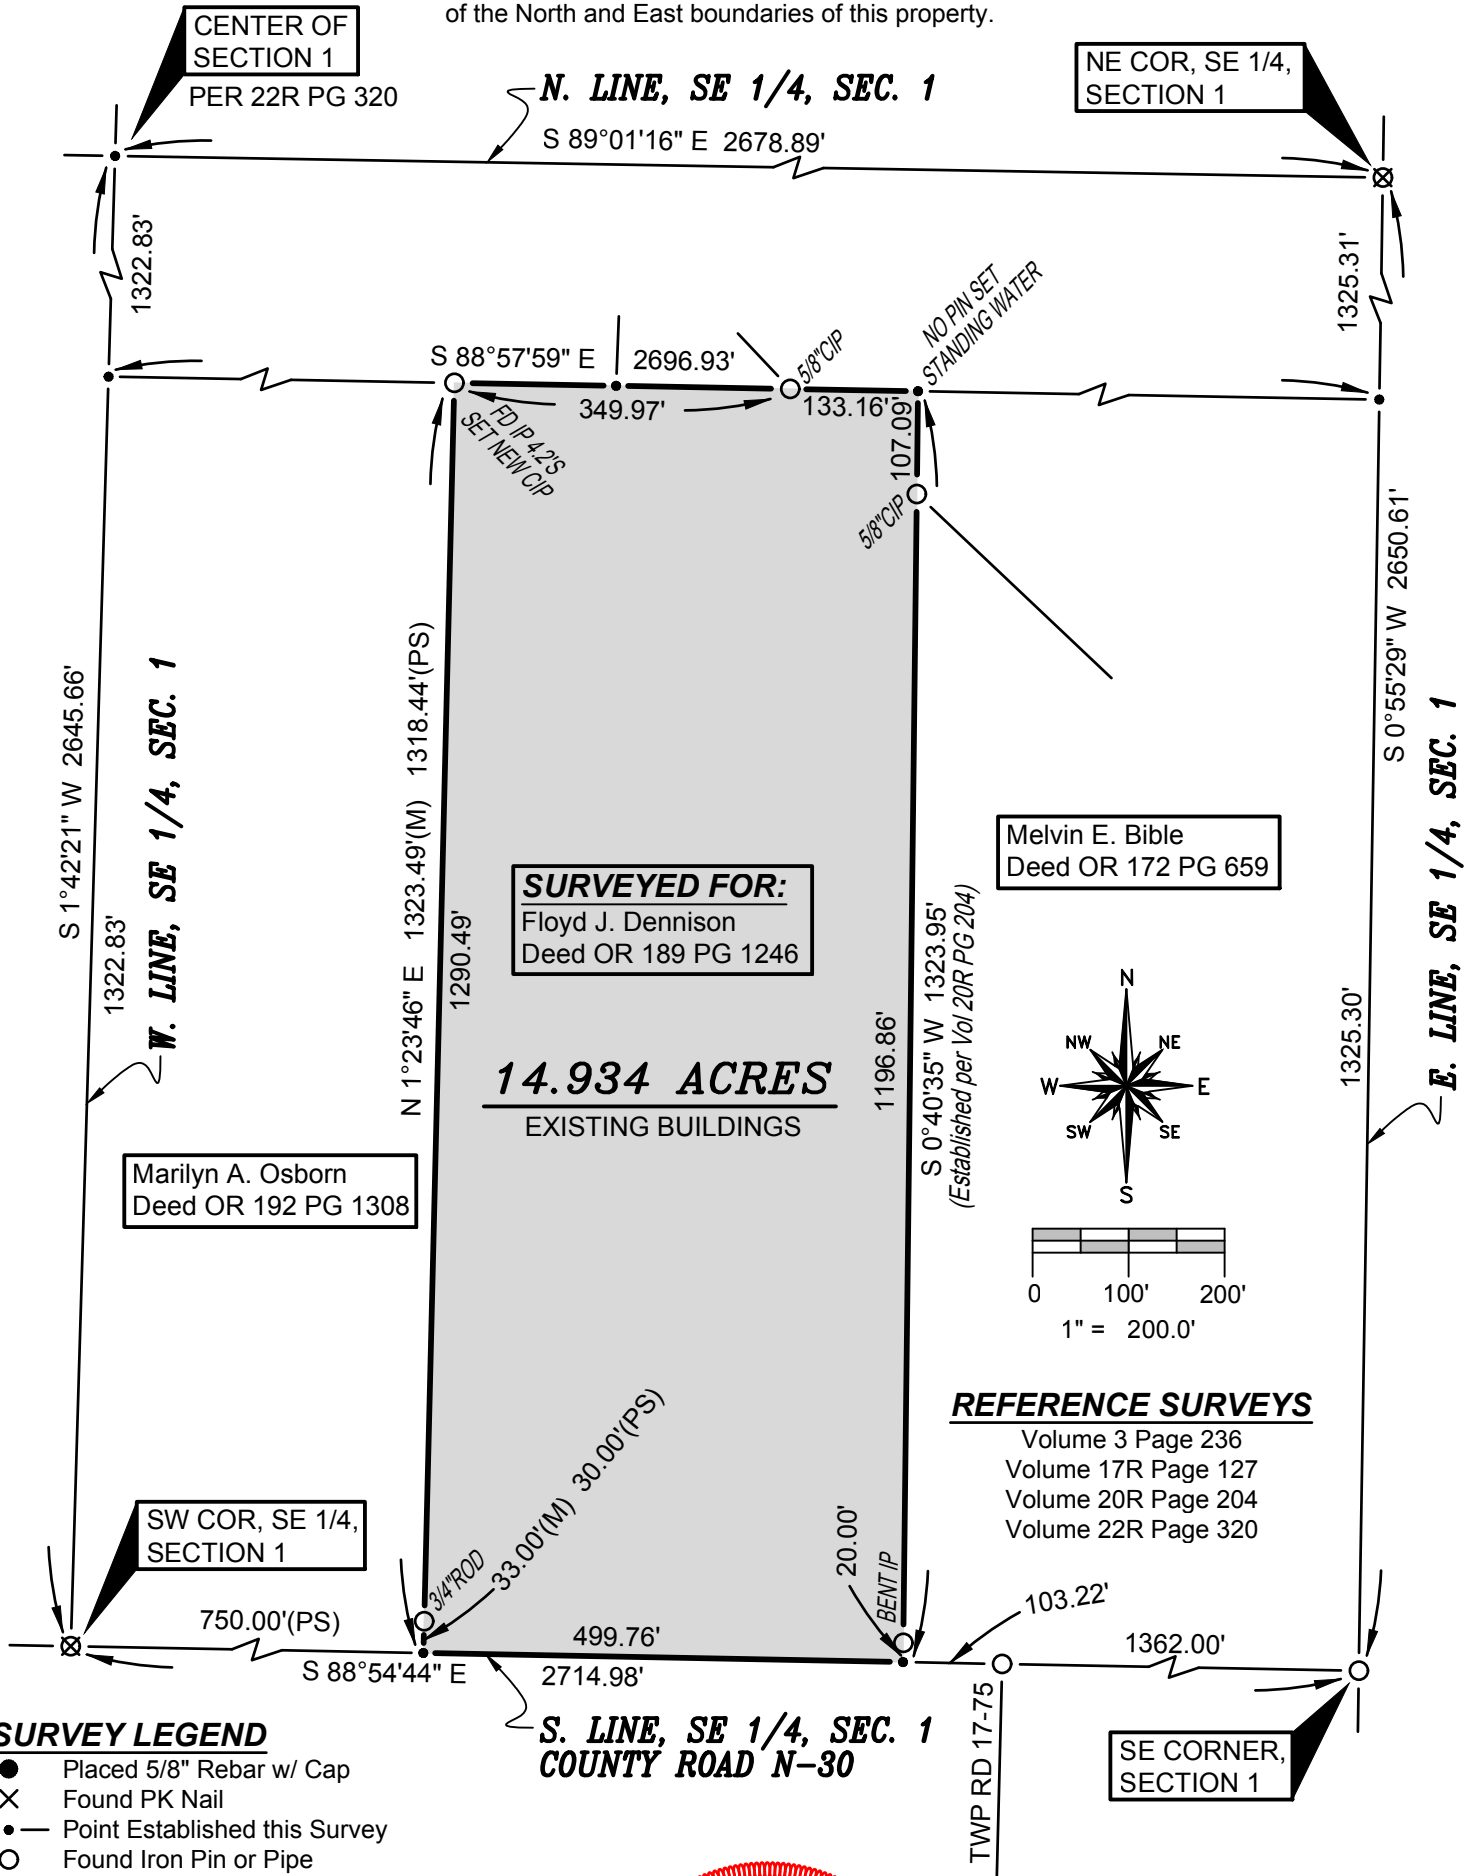 of the North and East boundaries of this property.
CENTER OF
SECTION 1
PER 22R PG 320
N. LINE, SE 1/4, SEC. 1
S 89°01'16" E 2678.89'
NE COR, SE 1/4,
SECTION 1
1322.83'
1325.31'
S 88°57'59" E
2696.93'
5/8"CIP
NO PIN SET
STANDING WATER
349.97'
133.16'
107.09'
FD IP 4.2'S
SET NEW CIP
5/8"CIP
S 1°42'21" W 2645.66'
W. LINE, SE 1/4, SEC. 1
1322.83'
N 1°23'46" E 1323.49'(M) 1318.44'(PS)
1290.49'
SURVEYED FOR:
Floyd J. Dennison
Deed OR 189 PG 1246
14.934 ACRES
EXISTING BUILDINGS
1196.86'
S 0°40'35" W 1323.95'
(Established per Vol 20R PG 204)
Melvin E. Bible
Deed OR 172 PG 659
S 0°55'29" W 2650.61'
E. LINE, SE 1/4, SEC. 1
1325.30'
N
NW
NE
W
E
SW
SE
S
Marilyn A. Osborn
Deed OR 192 PG 1308
0 100' 200'
1" = 200.0'
REFERENCE SURVEYS
Volume 3 Page 236
Volume 17R Page 127
Volume 20R Page 204
Volume 22R Page 320
SW COR, SE 1/4,
SECTION 1
3/4"ROD
33.00'(M) 30.00'(PS)
20.00'
BENT IP
750.00'(PS)
499.76'
103.22'
1362.00'
S 88°54'44" E
2714.98'
S. LINE, SE 1/4, SEC. 1
COUNTY ROAD N-30
TWP RD 17-75
SE CORNER,
SECTION 1
SURVEY LEGEND
Placed 5/8" Rebar w/ Cap
Found PK Nail
Point Established this Survey
Found Iron Pin or Pipe